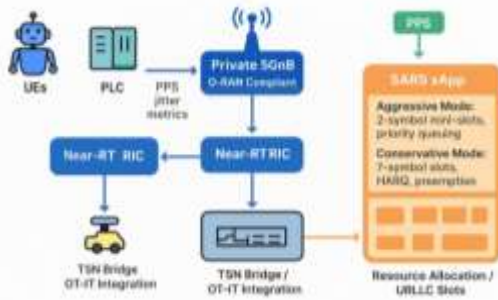 UEs
PLC
PPS
jitter
metrics
Private 5GnB
O-RAN Compliant
PPS
SARS xApp
Aggressive Mode:
2-symbol mini-slots,
priority queuing
Conservative Mode:
7-symbol slots,
HARQ, preemption
Near-RT RIC
Near-RT RIC
TSN Bridge
OT-IT Integration
TSN Bridge /
OT-IT Integration
Resource Allocation /
URLLC Slots